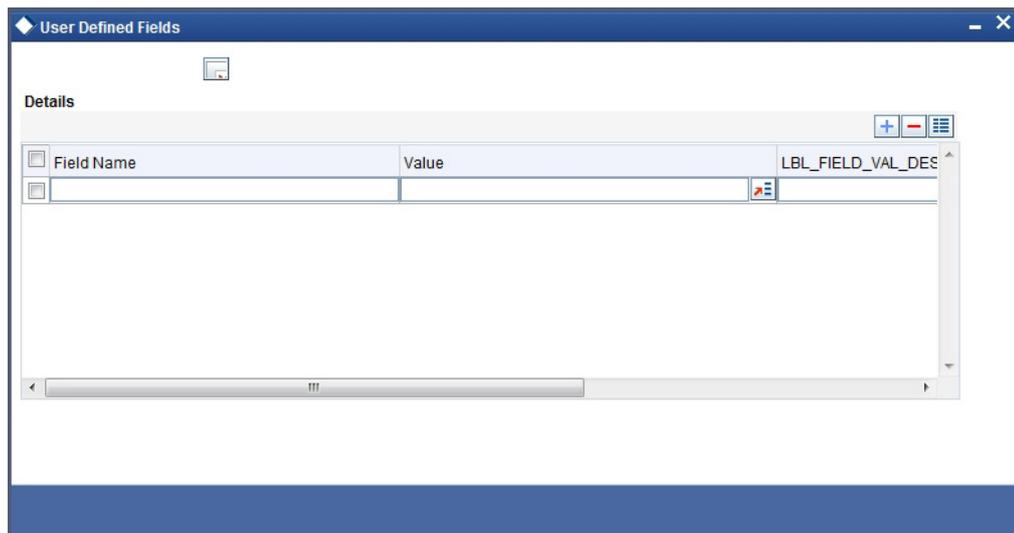 User Defined Fields
Details
Field Name Value LBL_FIELD_VAL_DES